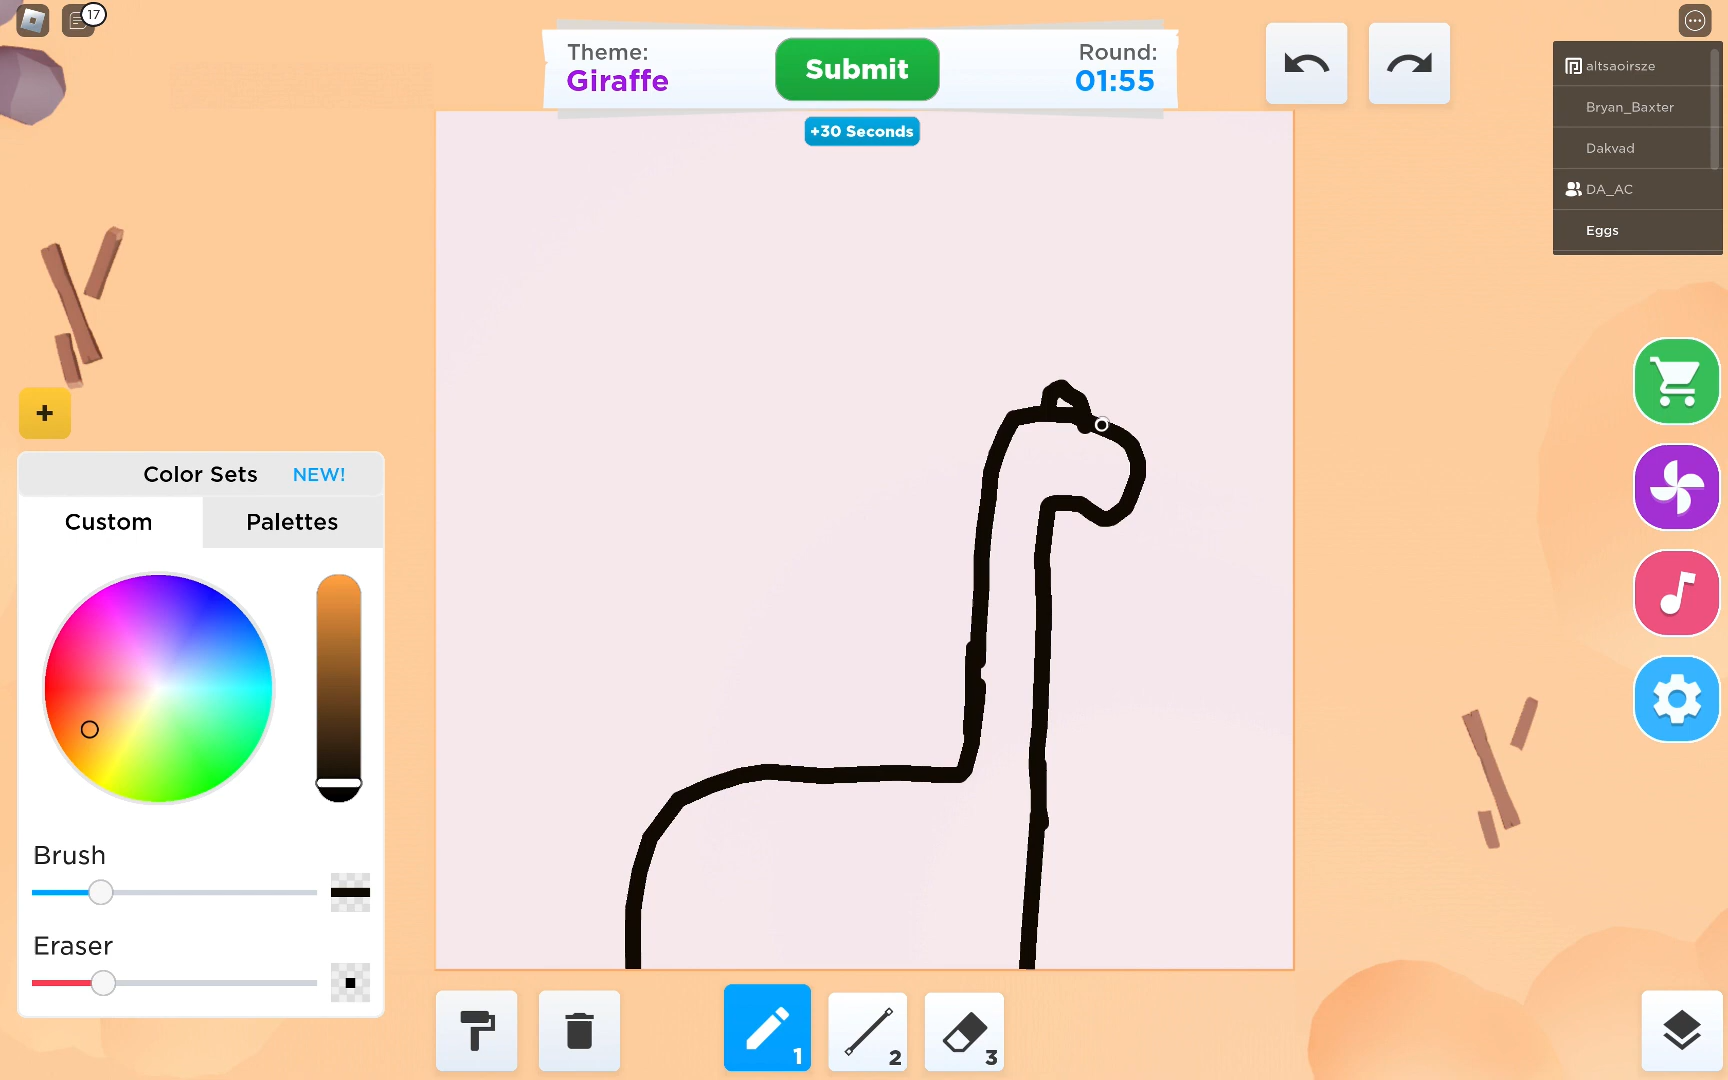 17
Theme:
Giraffe
Submit
Round:
01:55
+30 Seconds
altsaoirsze
Bryan_Baxter
Dakvad
DA_AC
Eggs
+
Color Sets NEW!
Custom Palettes
Brush
Eraser
1
2
3